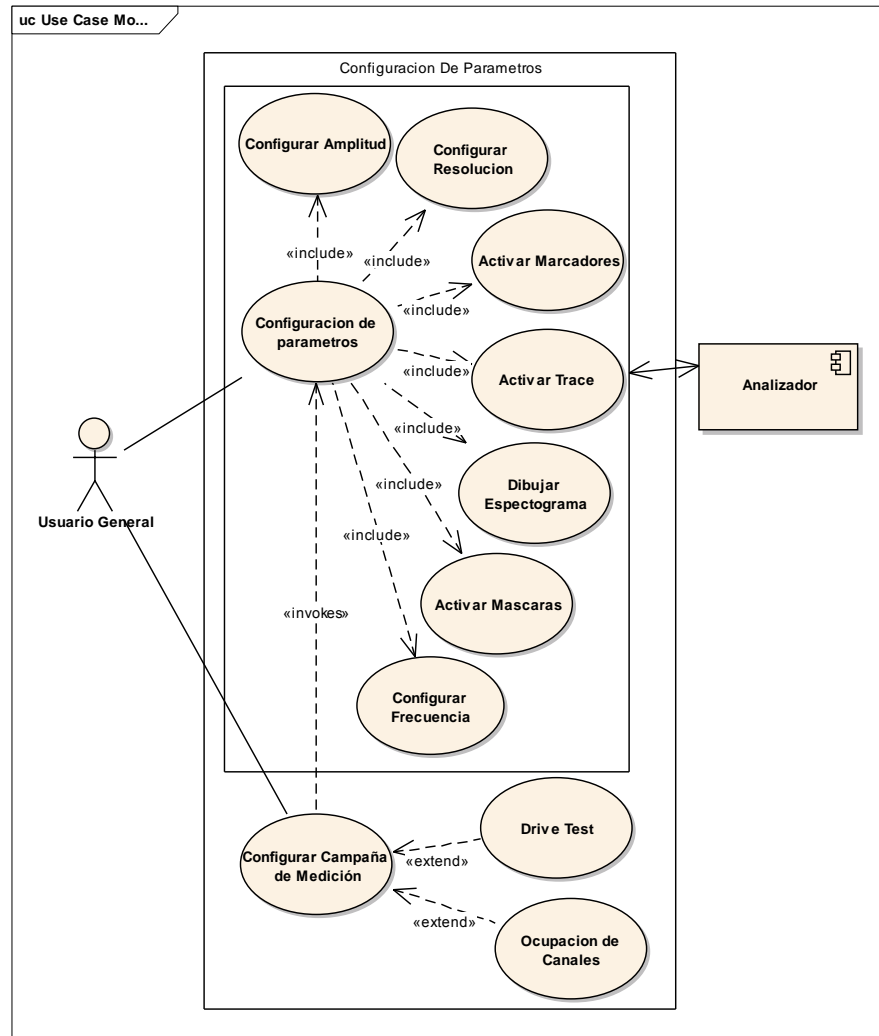 uc Use Case Mo...
Configuracion De Parametros
Configurar Amplitud
Configurar
Resolucion
«include»
«include»
Activar Marcadores
«include»
Configuracion de
parametros
Activar Trace
«include»
Analizador
«include»
Dibujar
Espectograma
«include»
Usuario General
«include»
Activar Mascaras
«invokes»
Configurar
Frecuencia
Drive Test
Configurar Campaña
de Medición
«extend»
«extend»
Ocupacion de
Canales